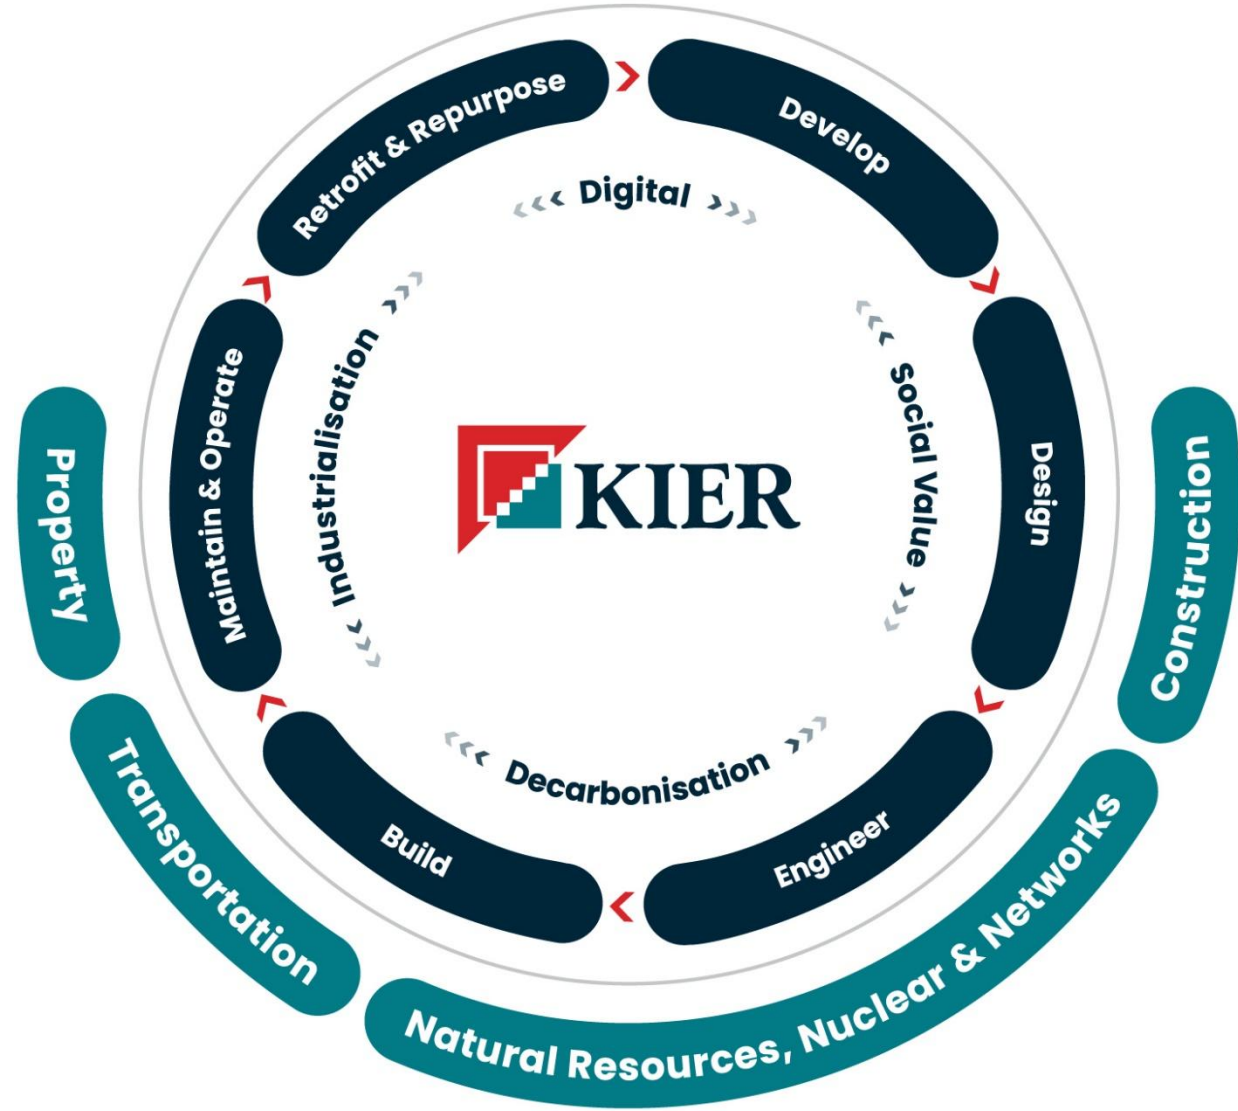 Retrofit & Repurpose
Develop
Design
Engineer
Build
Maintain & Operate
Digital
Social Value
Decarbonisation
Industrialisation
KIER
Property
Transportation
Natural Resources, Nuclear & Networks
Construction